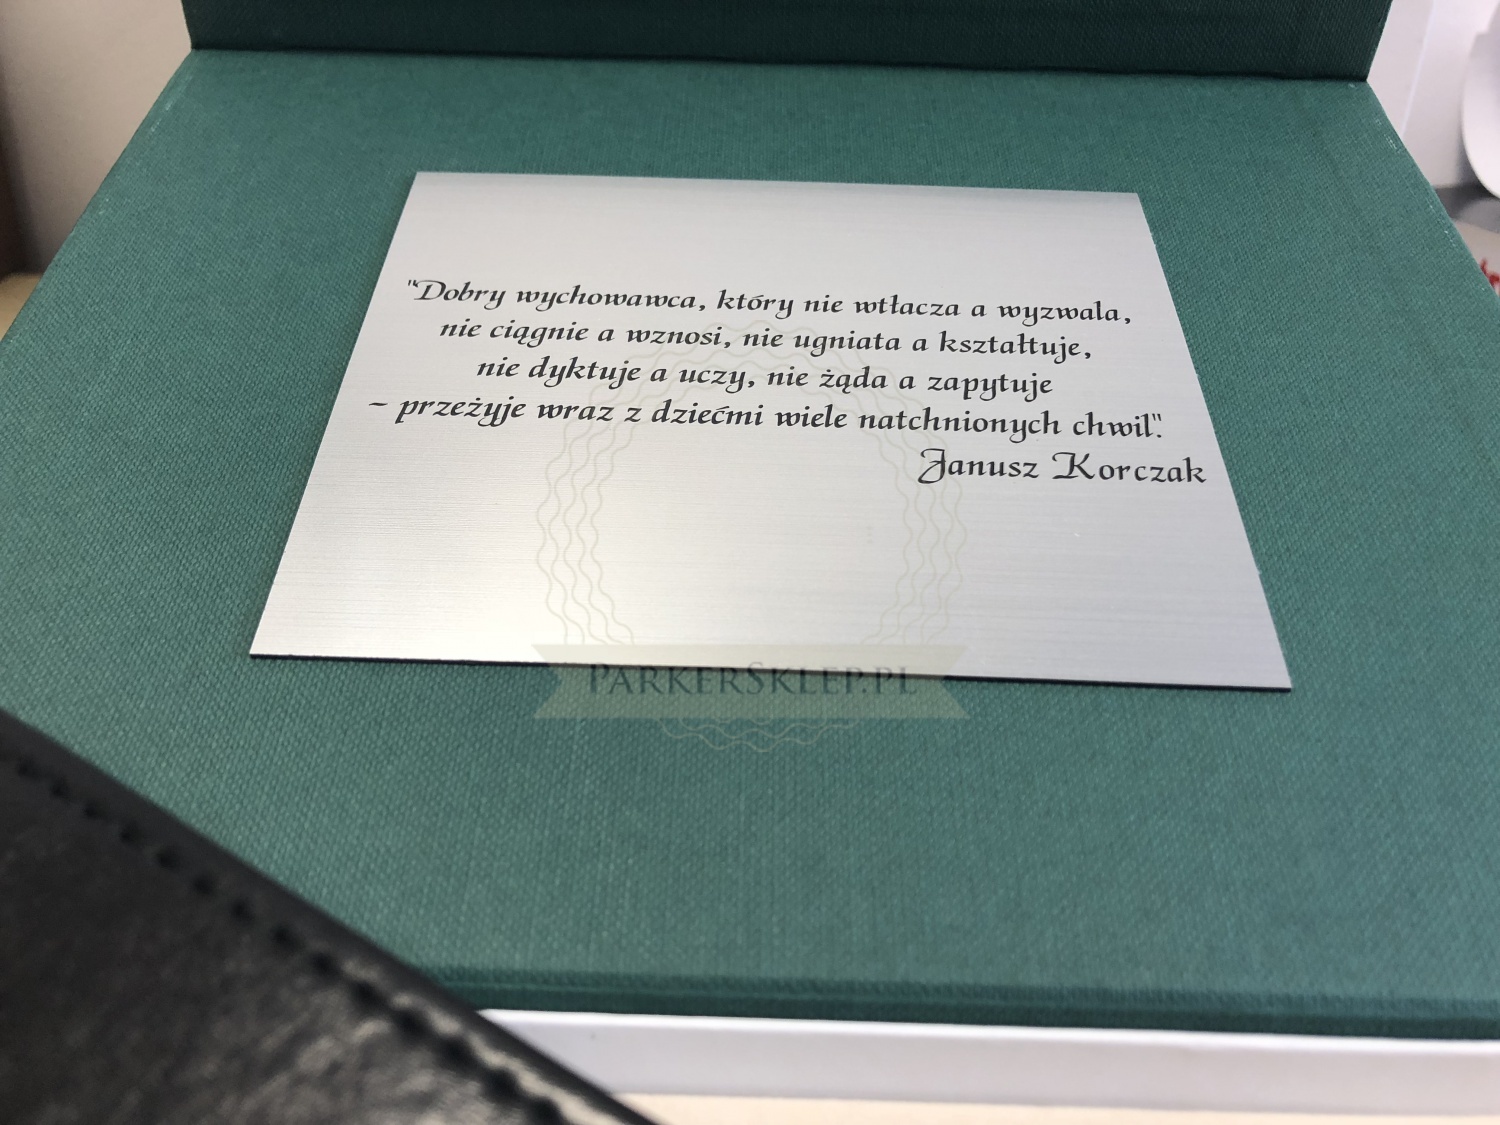 "Dobry wychowawca, który nie wtłacza a wyzwala,
nie ciągnie a wznosi, nie ugniata a kształtuje,
nie dyktuje a uczy, nie żąda a zapytuje
– przeżyje wraz z dziećmi wiele natchnionych chwil".
Janusz Korczak
PARKERSKLEP.PL